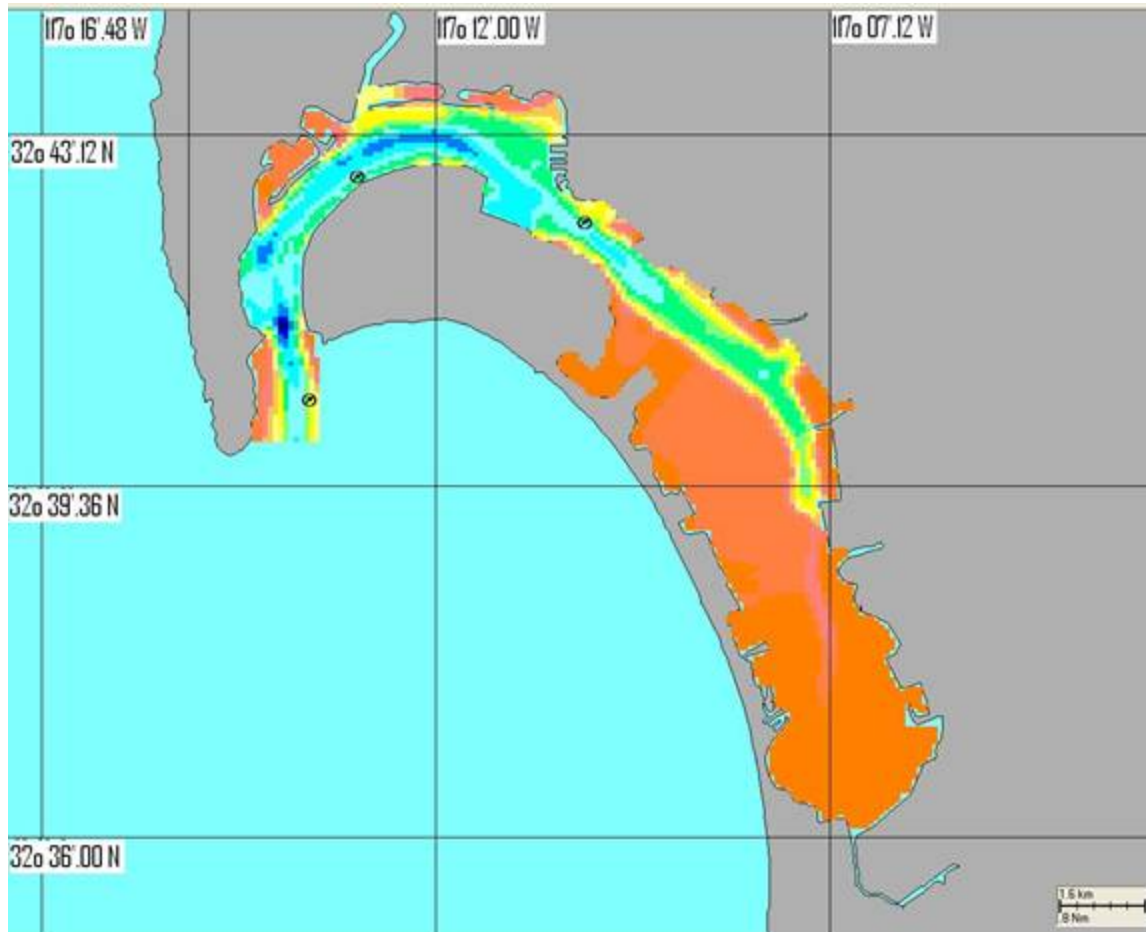 117o 16'.48 W
117o 12'.00 W
117o 07'.12 W
32o 43'.12 N
32o 39'.36 N
32o 36'.00 N
1.6 km
.8 Nm